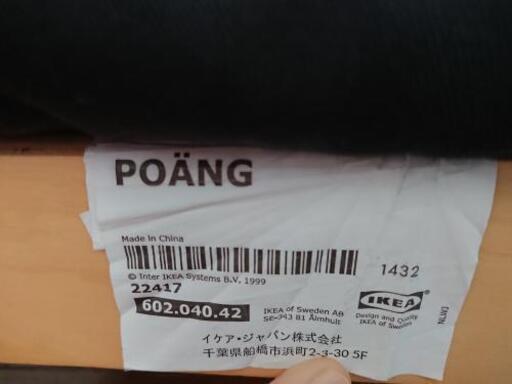 POÄNG
Made in China
© Inter IKEA Systems B.V. 1999
1432
22417
602.040.42
IKEA of Sweden AB
SE-343 81 Älmhult
IKEA
Design and Quality
IKEA of Sweden
NLW3
イケア・ジャパン株式会社
千葉県船橋市浜町2-3-30 5F